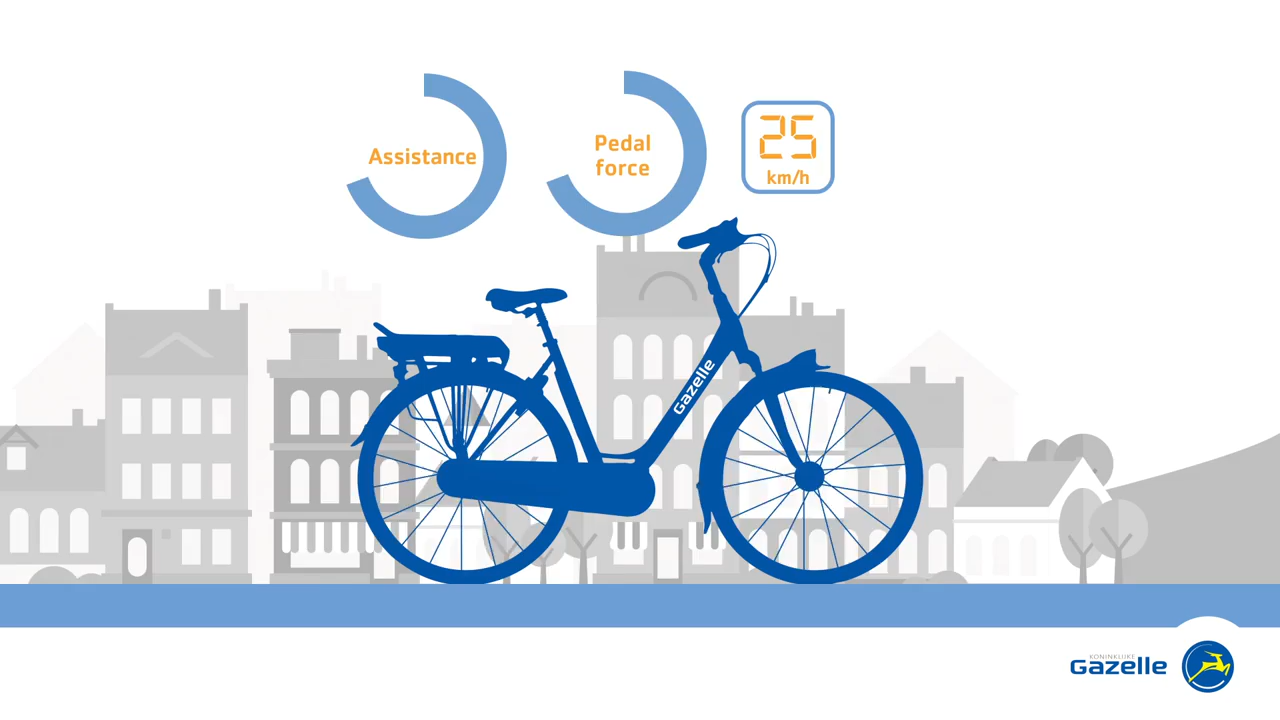 Assistance
Pedal
force
25
km/h
Gazelle
KONINKLIJKE
Gazelle